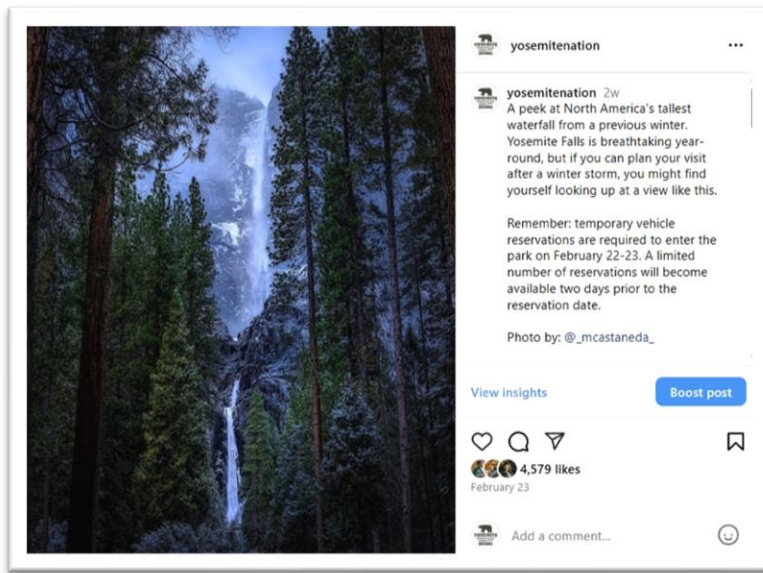 yosemitenation
yosemitenation 2w
A peek at North America's tallest
waterfall from a previous winter.
Yosemite Falls is breathtaking year-
round, but if you can plan your visit
after a winter storm, you might find
yourself looking up at a view like this.
Remember: temporary vehicle
reservations are required to enter the
park on February 22-23. A limited
number of reservations will become
available two days prior to the
reservation date.
Photo by: @_mcastaneda_
View insights
Boost post
4,579 likes
February 23
Add a comment...